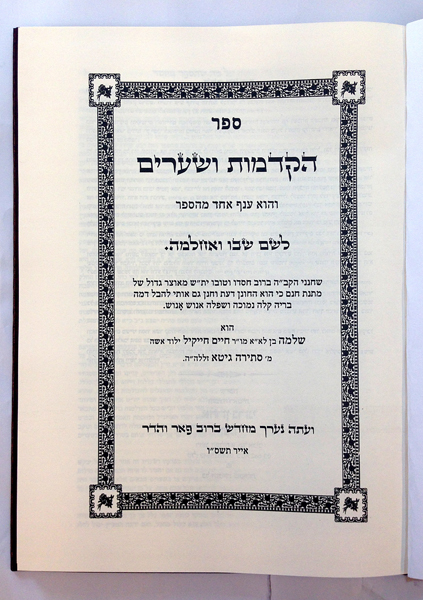 ספר
הקדמות ושערים
והוא ענף אחד מהספר
לשם שבו ואחלמה.
שחנני הקב"ה ברוב חסדו וטובו ית"ש מאוצר גדול של
מתנת חנם כי הוא החונן דעת וחנן גם אותי להבל דמה
בריה קלה נמוכה ושפלה אנוש אָנוש.
הוא
שלמה בן לא"א מו"ר חיים חייקיל ילוד אשה
מ' סתירה גיטא זללה"ה.
ועתה נערך מחדש ברוב פאר והדר
אייר תשס"ו